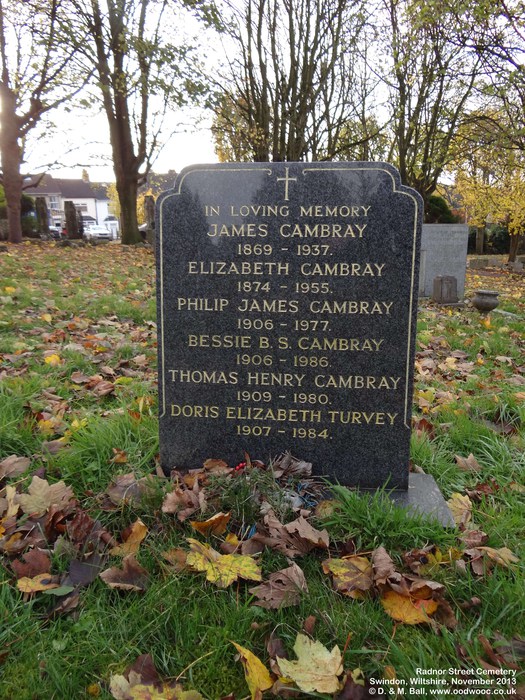 IN LOVING MEMORY
JAMES CAMBRAY
1869 - 1937.
ELIZABETH CAMBRAY
1874 - 1955.
PHILIP JAMES CAMBRAY
1906 - 1977.
BESSIE B. S. CAMBRAY
1906 - 1986.
THOMAS HENRY CAMBRAY
1909 - 1980.
DORIS ELIZABETH TURVEY
1907 - 1984.
Radnor Street Cemetery
Swindon, Wiltshire, November 2013
© D. & M. Ball, www.oodwooc.co.uk